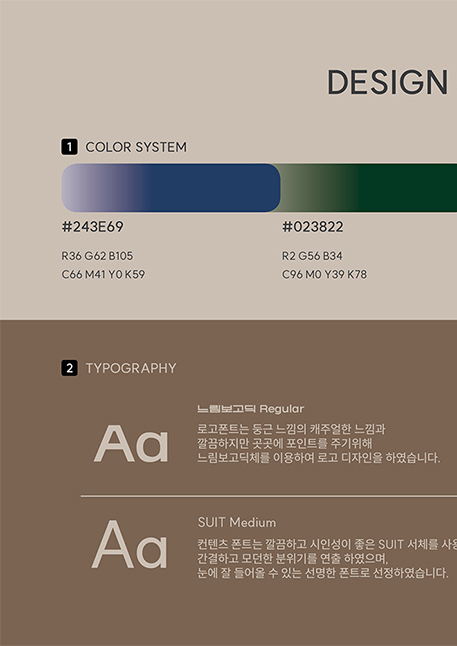 DESIGN
1 COLOR SYSTEM
#243E69
R36 G62 B105
C66 M41 Y0 K59
#023822
R2 G56 B34
C96 M0 Y39 K78
2 TYPOGRAPHY
Aa
느림보고딕 Regular
로고폰트는 둥근 느낌의 캐주얼한 느낌과
깔끔하지만 곳곳에 포인트를 주기위해
느림보고딕체를 이용하여 로고 디자인을 하였습니다.
Aa
SUIT Medium
컨텐츠 폰트는 깔끔하고 시인성이 좋은 SUIT 서체를 사용
간결하고 모던한 분위기를 연출 하였으며,
눈에 잘 들어올 수 있는 선명한 폰트로 선정하였습니다.